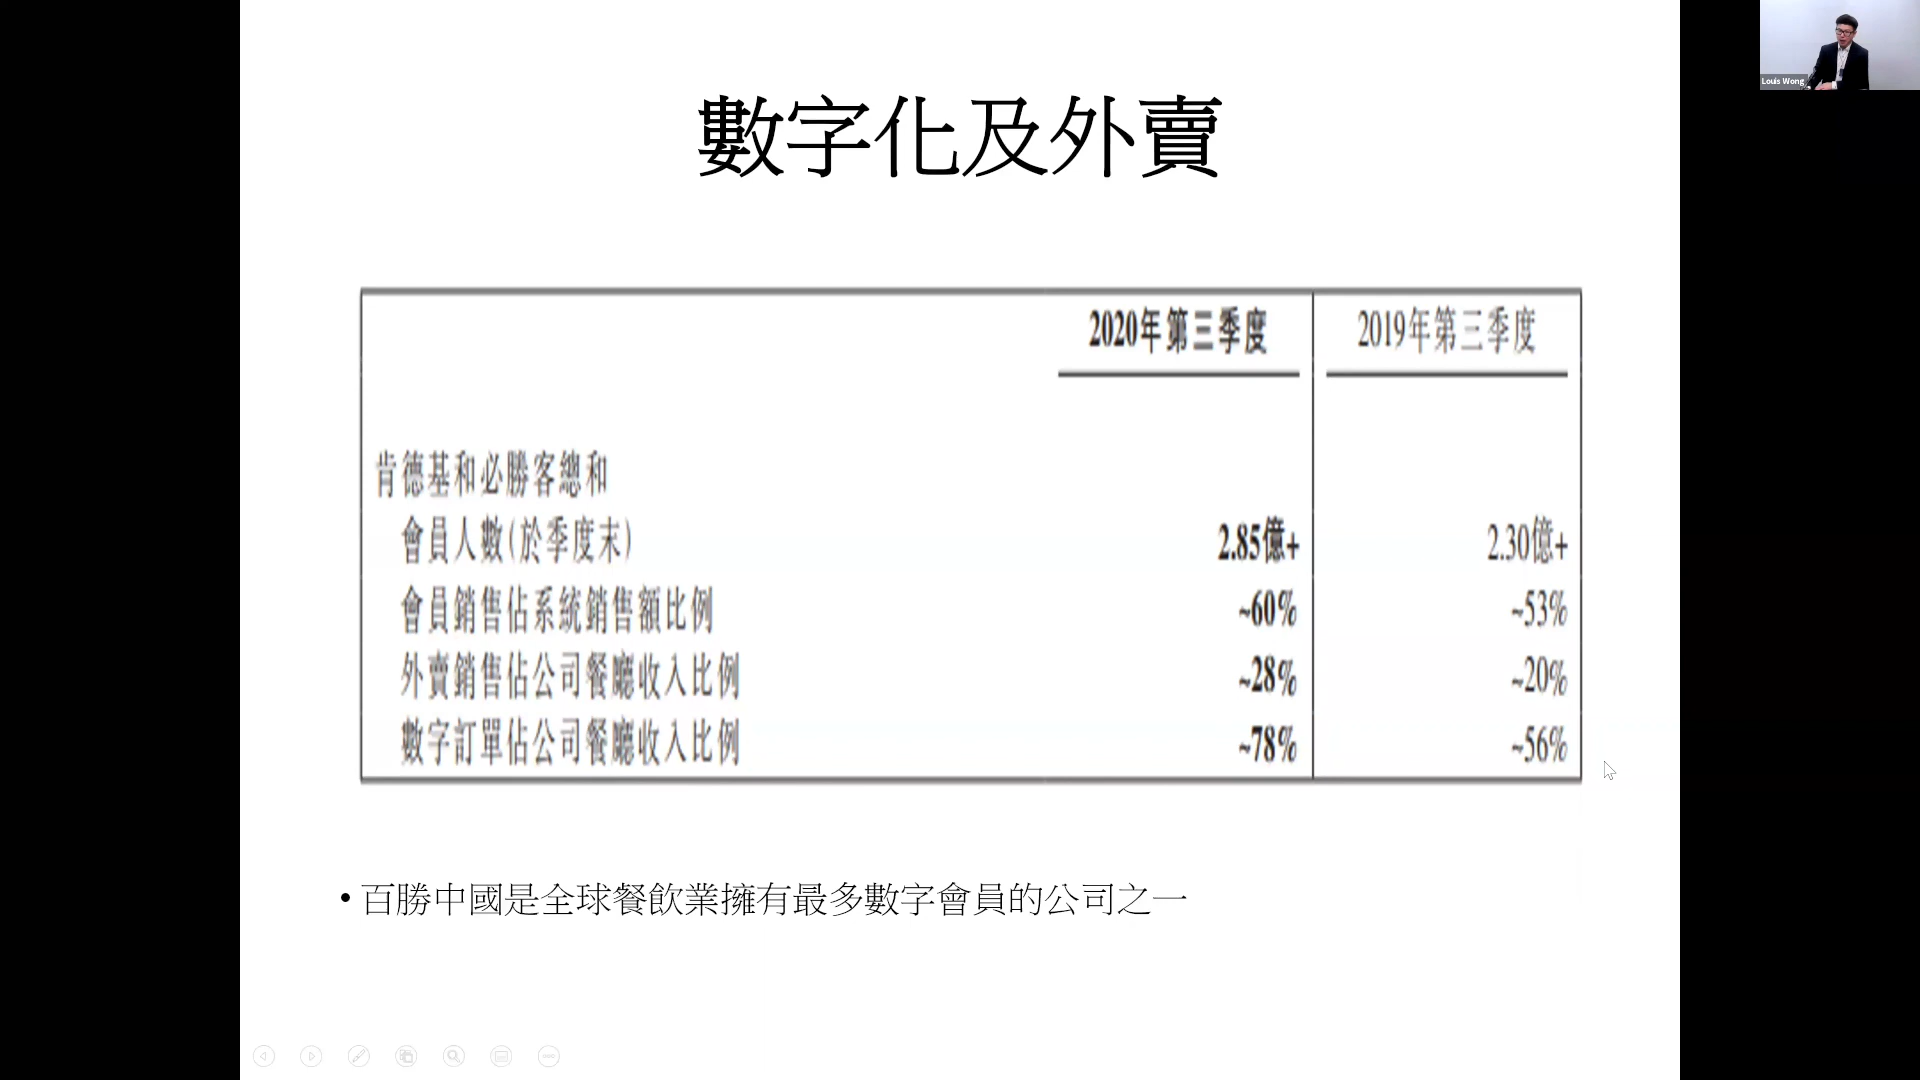 Louis Wong
數字化及外賣
2020年第三季度 2019年第三季度
肯德基和必勝客總和
會員人數(於季度末) 2.85億+ 2.30億+
會員銷售佔系統銷售額比例 ~60% ~53%
外賣銷售佔公司餐廳收入比例 ~28% ~20%
數字訂單佔公司餐廳收入比例 ~78% ~56%
• 百勝中國是全球餐飲業擁有最多數字會員的公司之一